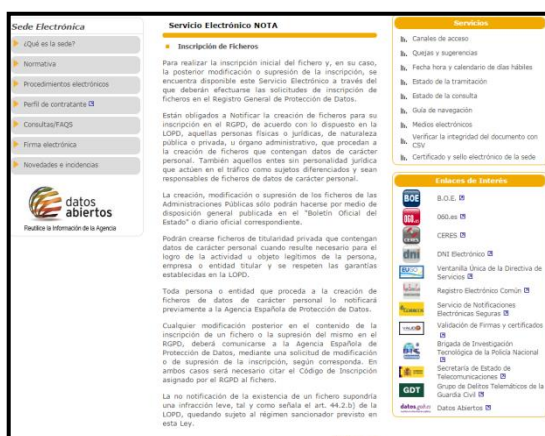 Sede Electrónica
¿Qué es la sede?
Normativa
Procedimientos electrónicos
Perfil de contratante
Consultas/FAQS
Firma electrónica
Novedades e incidencias
datos
abiertos
Reutilice la Información de la Agencia
Servicio Electrónico NOTA
Inscripción de Ficheros
Para realizar la inscripción inicial del fichero y, en su caso,
la posterior modificación o supresión de la inscripción, se
encuentra disponible este Servicio Electrónico a través del
que deberán efectuarse las solicitudes de inscripción de
ficheros en el Registro General de Protección de Datos.
Están obligados a Notificar la creación de ficheros para su
inscripción en el RGPD, de acuerdo con lo dispuesto en la
LOPD, aquellas personas físicas o jurídicas, de naturaleza
pública o privada, u órgano administrativo, que procedan a
la creación de ficheros que contengan datos de carácter
personal. También aquellos entes sin personalidad jurídica
que actúen en el tráfico como sujetos diferenciados y sean
responsables de ficheros de datos de carácter personal.
La creación, modificación o supresión de los ficheros de las
Administraciones Públicas sólo podrán hacerse por medio de
disposición general publicada en el "Boletín Oficial del
Estado" o diario oficial correspondiente.
Podrán crearse ficheros de titularidad privada que contengan
datos de carácter personal cuando resulte necesario para el
logro de la actividad u objeto legítimos de la persona,
empresa o entidad titular y se respeten las garantías
establecidas en la LOPD.
Toda persona o entidad que proceda a la creación de
ficheros de datos de carácter personal lo notificará
previamente a la Agencia Española de Protección de Datos.
Cualquier modificación posterior en el contenido de la
inscripción de un fichero o la supresión del mismo en el
RGPD, deberá comunicarse a la Agencia Española de
Protección de Datos, mediante una solicitud de modificación
o de supresión de la inscripción, según corresponda. En
ambos casos será necesario citar el Código de Inscripción
asignado por el RGPD al fichero.
La no notificación de la existencia de un fichero supondría
una infracción leve, tal y como señala el art. 44.2.b) de la
LOPD, quedando sujeto al régimen sancionador previsto en
esta Ley.
Servicios
Canales de acceso
Quejas y sugerencias
Fecha hora y calendario de días hábiles
Estado de la tramitación
Estado de la consulta
Guía de navegación
Medios electrónicos
Verificar la integridad del documento con
CSV
Certificado y sello electrónico de la sede
Enlaces de Interés
BOE B.O.E.
060.es 060.es
CERES CERES
dni DNI Electrónico
EUGO Ventanilla Única de la Directiva de
Servicios
Registro Electrónico Común
Servicio de Notificaciones
Electrónicas Seguras
Validación de Firmas y certificados
Brigada de Investigación
Tecnológica de la Policía Nacional
Secretaría de Estado de
Telecomunicaciones
GDT Grupo de Delitos Telemáticos de la
Guardia Civil
datos.gob.es Datos Abiertos